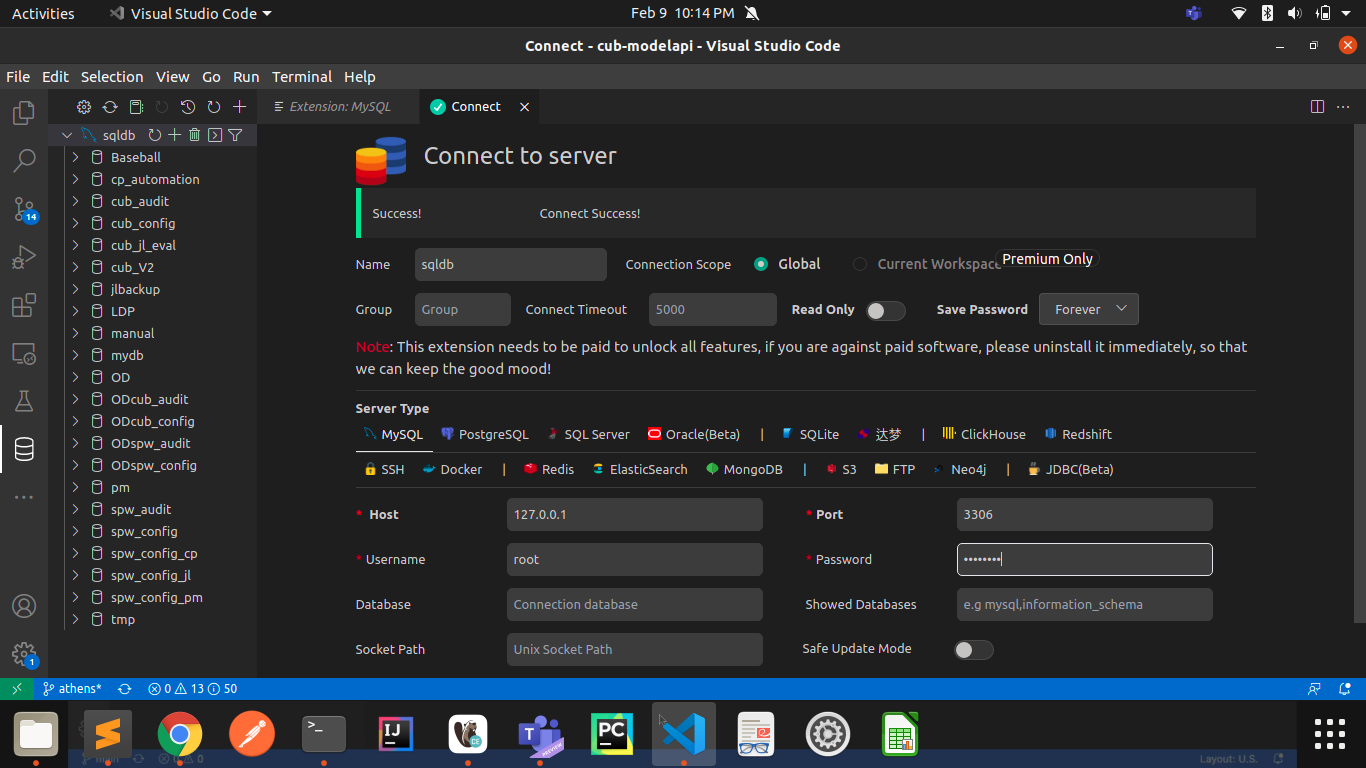 Activities Visual Studio Code Feb 9 10:14 PM
Connect - cub-modelapi - Visual Studio Code
File Edit Selection View Go Run Terminal Help
Extension: MySQL Connect
sqldb
Baseball
cp_automation
cub_audit
cub_config
cub_jl_eval
cub_V2
jlbackup
LDP
manual
mydb
OD
ODcub_audit
ODcub_config
ODspw_audit
ODspw_config
pm
spw_audit
spw_config
spw_config_cp
spw_config_jl
spw_config_pm
tmp
14
1
Connect to server
Success! Connect Success!
Name sqldb Connection Scope Global Current Workspace Premium Only
Group Group Connect Timeout 5000 Read Only Save Password Forever
Note: This extension needs to be paid to unlock all features, if you are against paid software, please uninstall it immediately, so that
we can keep the good mood!
Server Type
MySQL PostgreSQL SQL Server Oracle(Beta) | SQLite 达梦 | ClickHouse Redshift
SSH Docker | Redis ElasticSearch MongoDB | S3 FTP Neo4j | JDBC(Beta)
* Host 127.0.0.1 * Port 3306
* Username root * Password ••••••••
Database Connection database Showed Databases e.g mysql,information_schema
Socket Path Unix Socket Path Safe Update Mode
athens* 0 13 50
>_ IJ DE T PREVIEW PC
Layout: U.S.